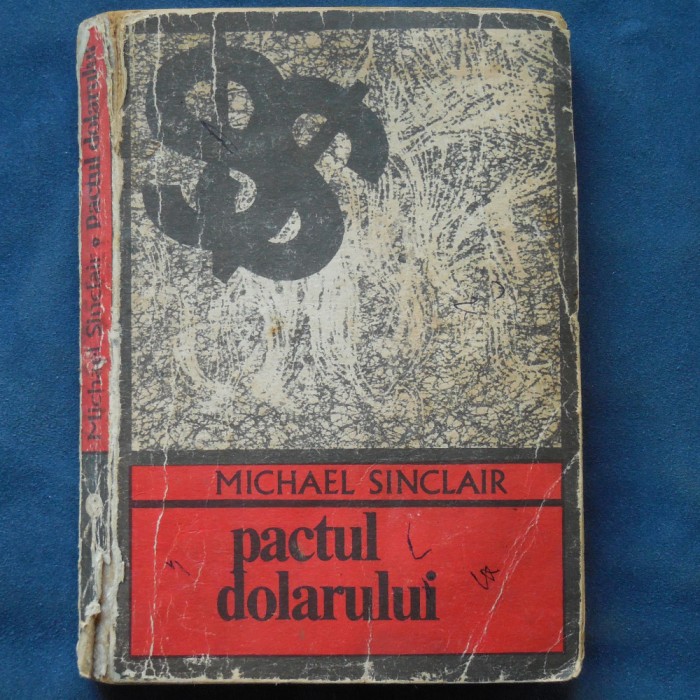 Michael Sinclair • Pactul dolarului
MICHAEL SINCLAIR
pactul
dolarului